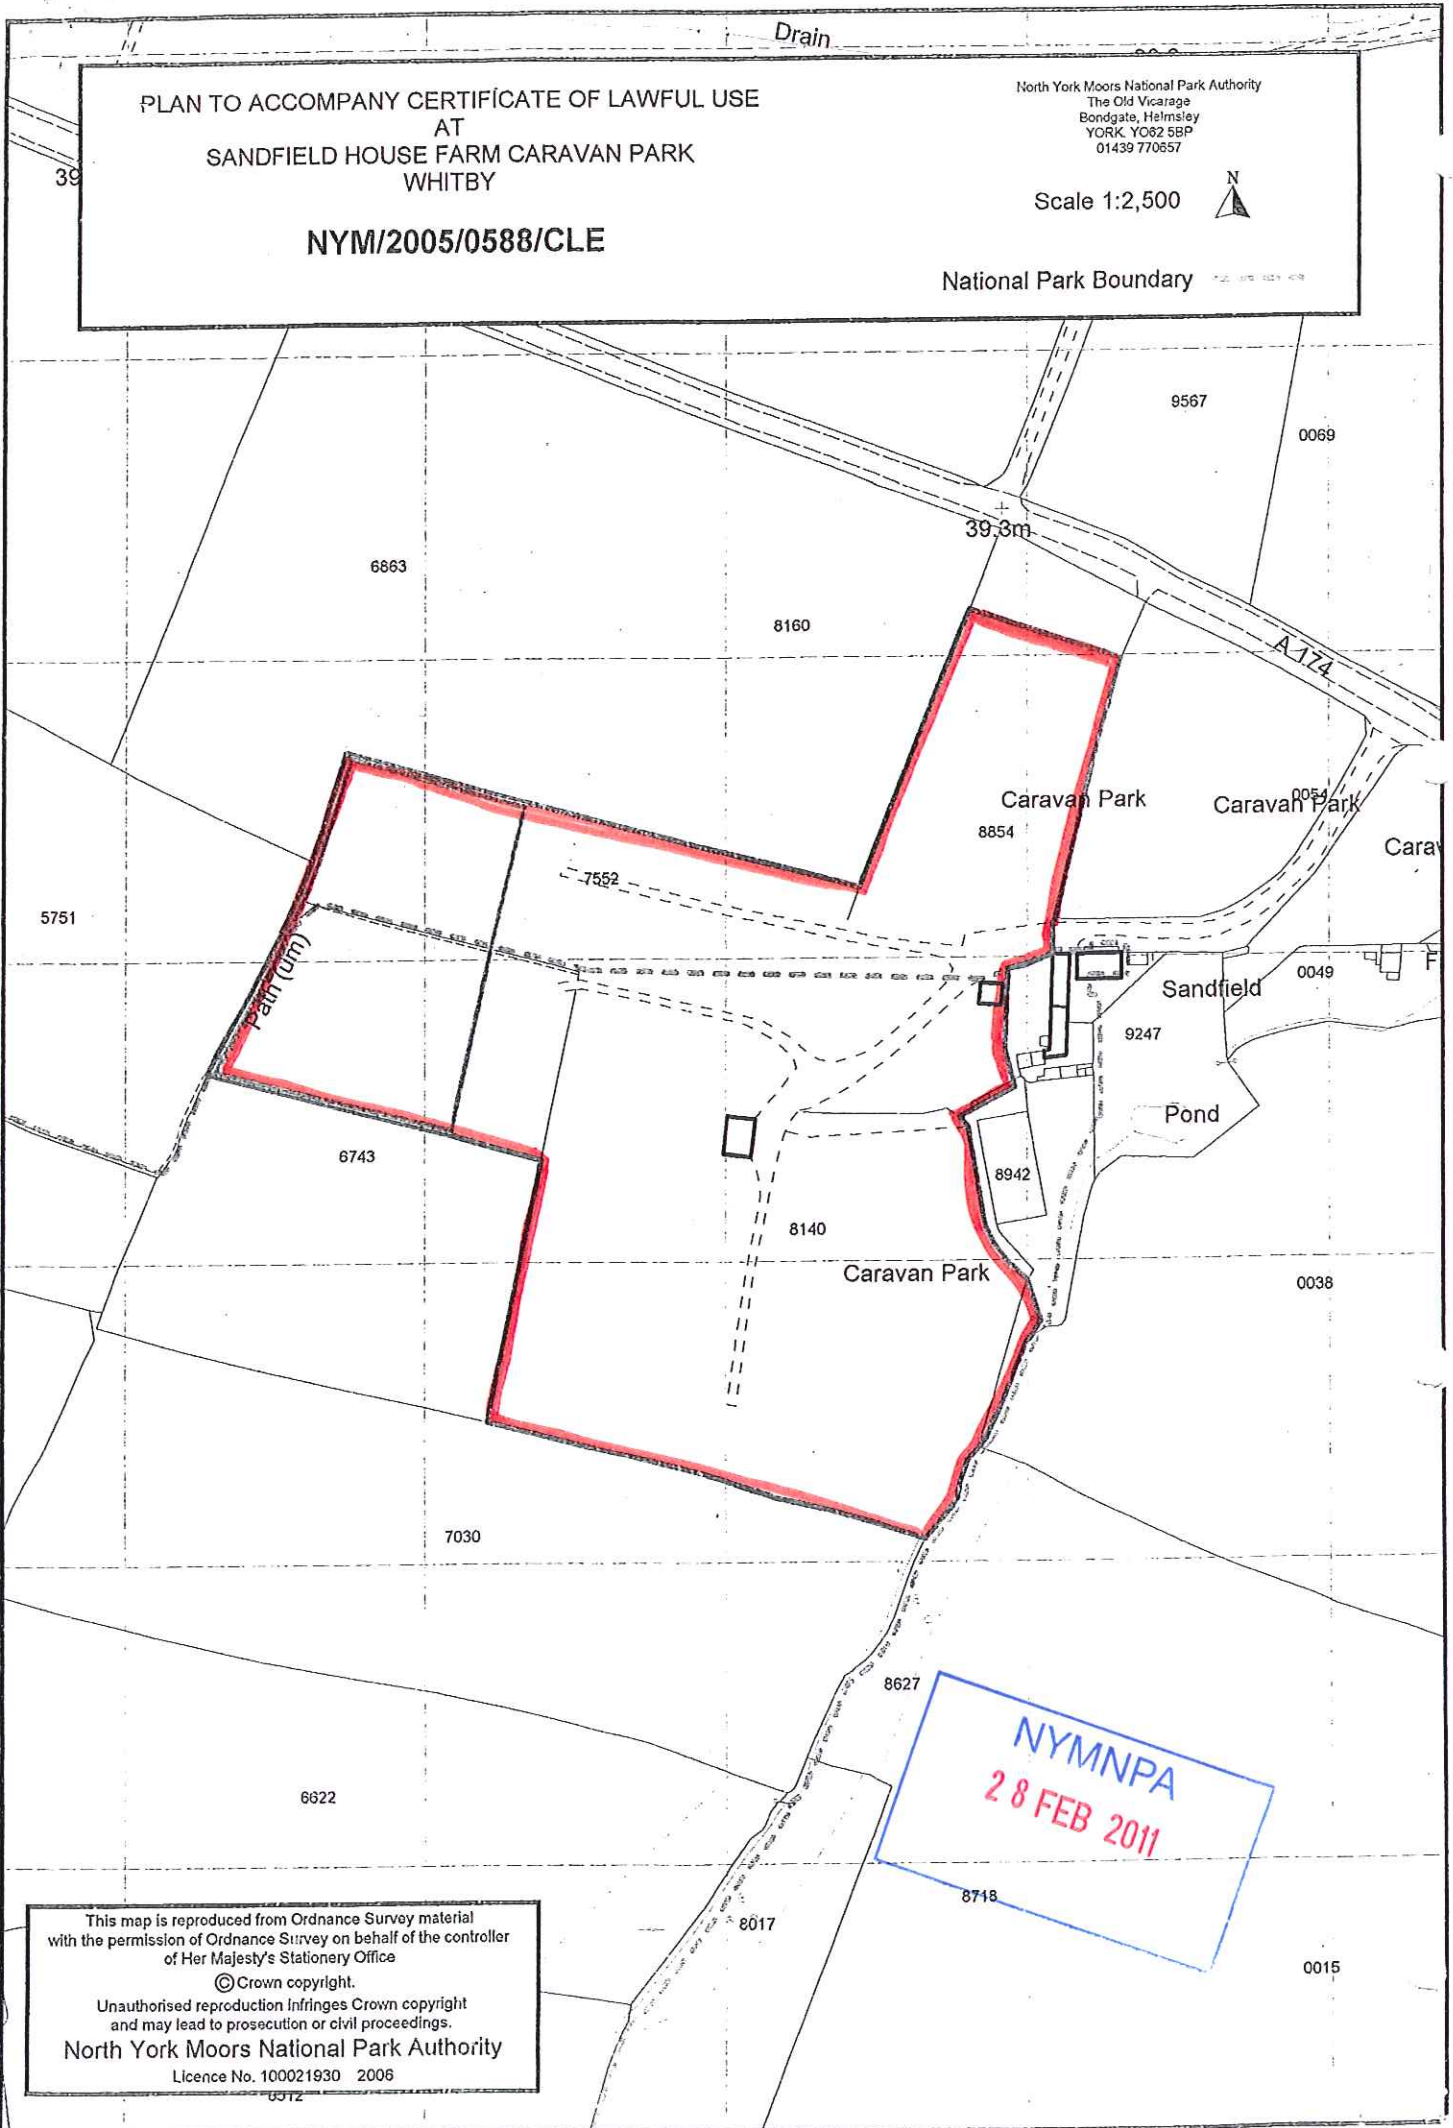 Drain
PLAN TO ACCOMPANY CERTIFICATE OF LAWFUL USE
AT
SANDFIELD HOUSE FARM CARAVAN PARK
WHITBY
NYM/2005/0588/CLE
North York Moors National Park Authority
The Old Vicarage
Bondgate, Helmsley
YORK. YO62 5BP
01439 770657
N
Scale 1:2,500
National Park Boundary
39
9567
0069
39.3m
6863
8160
A 174
Caravan Park
8854
0054
Caravan Park
Carav
7552
5751
Path (um)
Sandfield
0049
F
9247
Pond
6743
8942
8140
Caravan Park
0038
7030
8627
NYMNPA
28 FEB 2011
6622
8718
8017
0015
This map is reproduced from Ordnance Survey material
with the permission of Ordnance Survey on behalf of the controller
of Her Majesty's Stationery Office
© Crown copyright.
Unauthorised reproduction infringes Crown copyright
and may lead to prosecution or civil proceedings.
North York Moors National Park Authority
Licence No. 100021930 2006